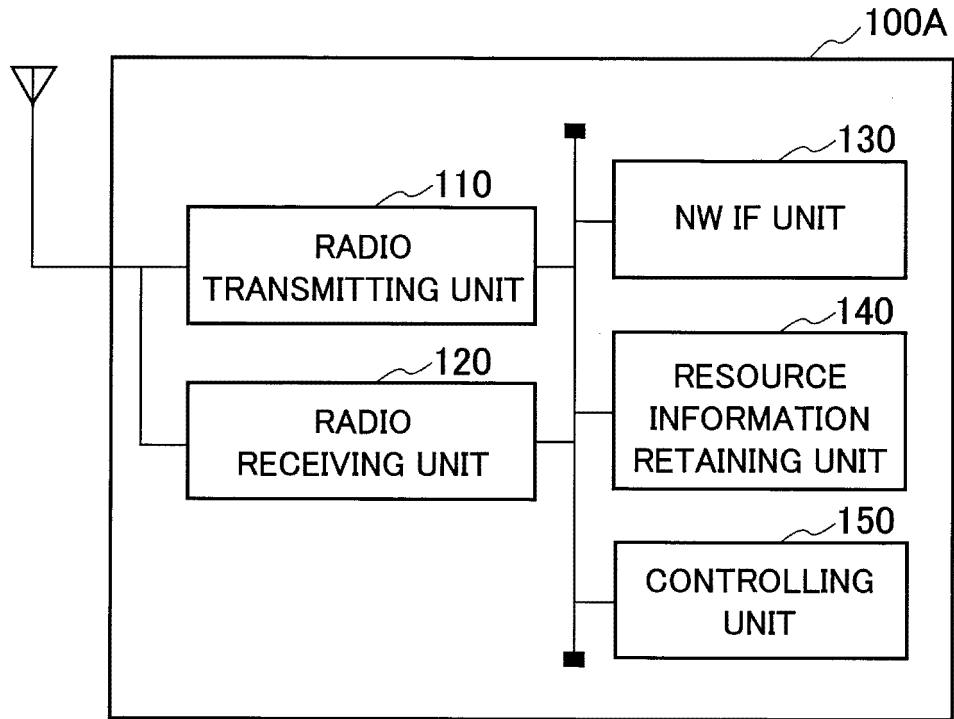 100A
110
RADIO
TRANSMITTING UNIT
120
RADIO
RECEIVING UNIT
130
NW IF UNIT
140
RESOURCE
INFORMATION
RETAINING UNIT
150
CONTROLLING
UNIT